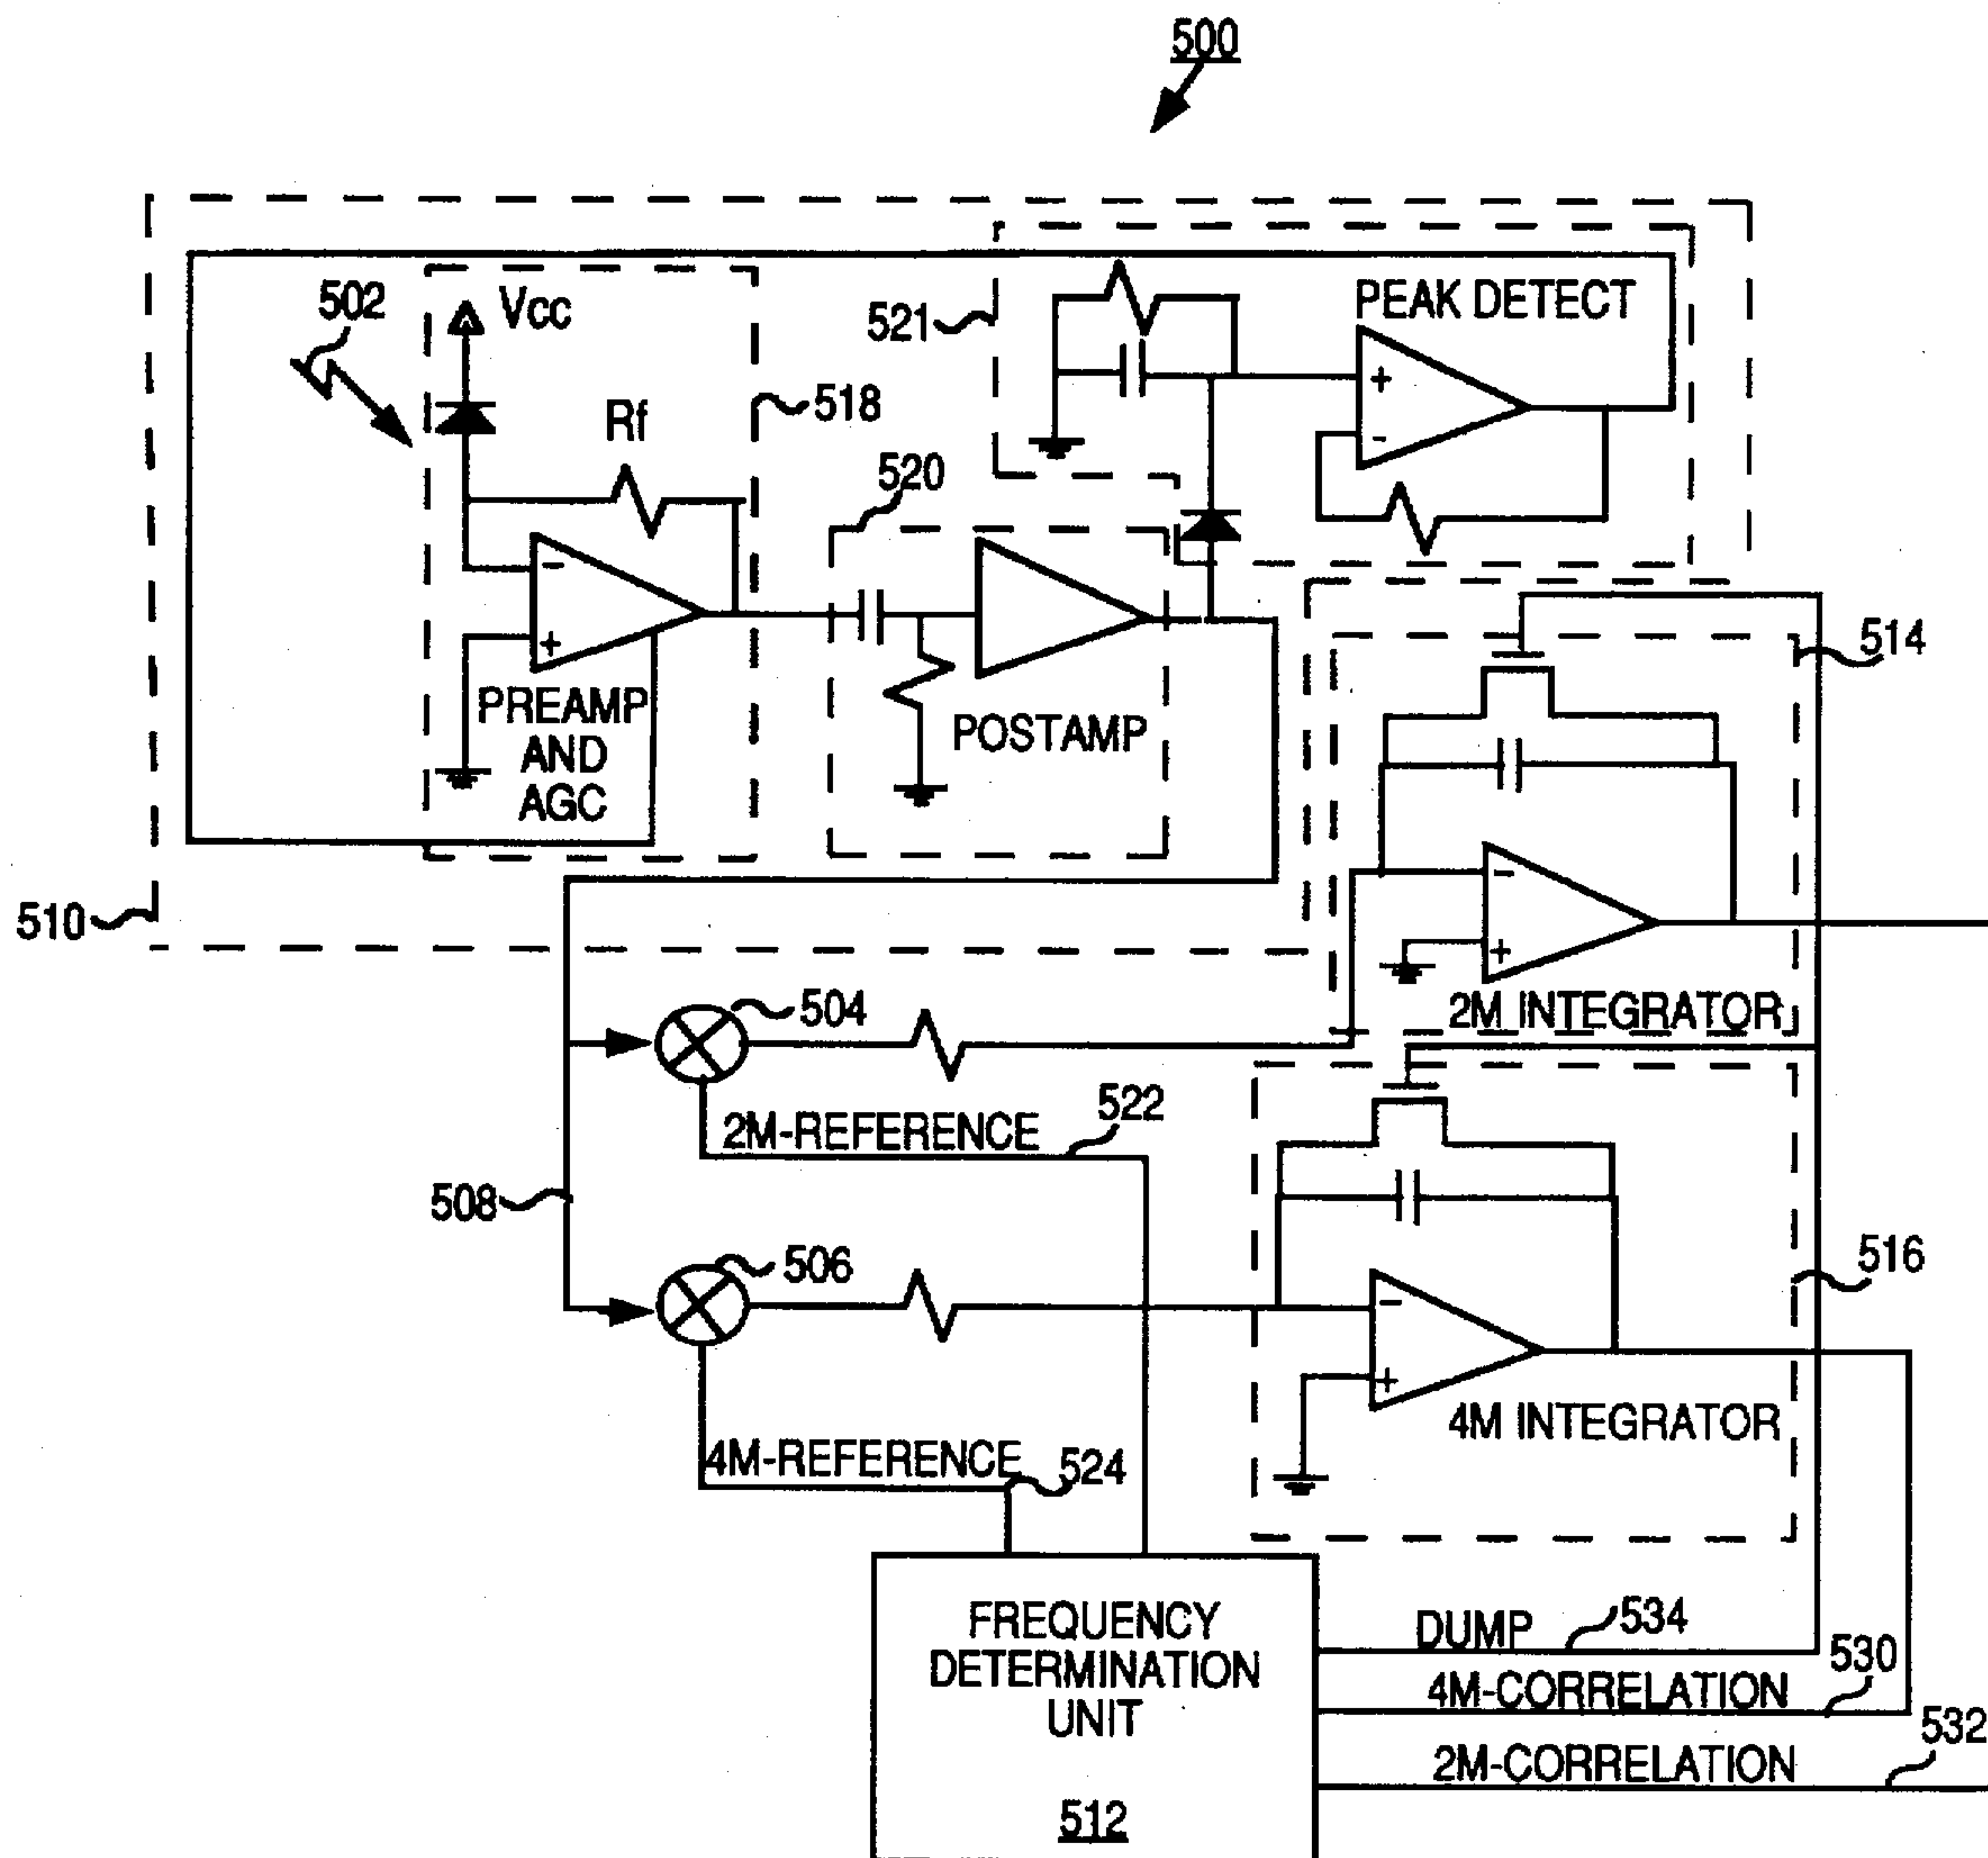 500
502
Vcc
518
Rf
521
PEAK DETECT
+
-
520
-
+
PREAMP
AND
AGC
POSTAMP
514
510
-
+
2M INTEGRATOR
504
2M-REFERENCE
522
508
506
516
-
+
4M INTEGRATOR
4M-REFERENCE
524
FREQUENCY
DETERMINATION
UNIT
512
DUMP
534
530
4M-CORRELATION
532
2M-CORRELATION